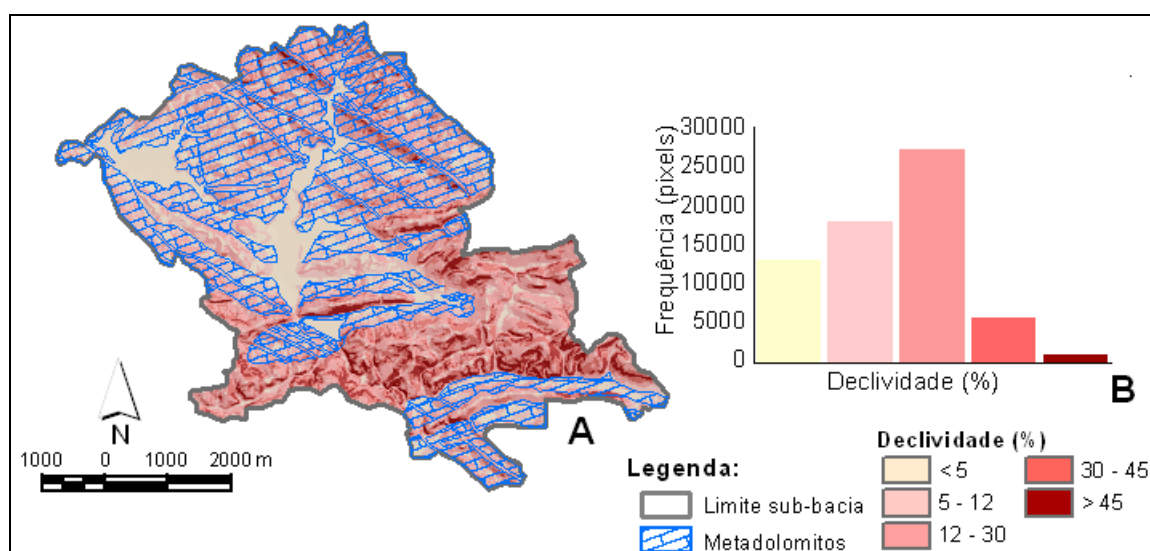 A
N
1000 0 1000 2000 m
30000
25000
20000
15000
10000
5000
0
Frequência (pixels)
Declividade (%)
B
Legenda:
Limite sub-bacia
Metadolomitos
Declividade (%)
<5
5 - 12
12 - 30
30 - 45
>45